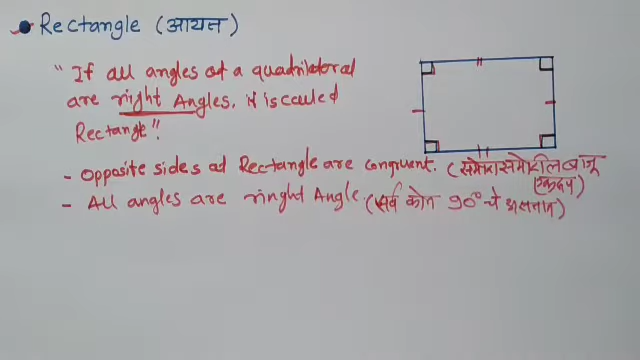 Rectangle (आयत)
"If all angles of a quadrilateral
are right Angles, it is called
Rectangle".
- Opposite sides of Rectangle are congruent. (समोरासमोरील बाजू
एकरूप)
- All angles are ringht Angle (सर्व कोन 90° चे असतात)